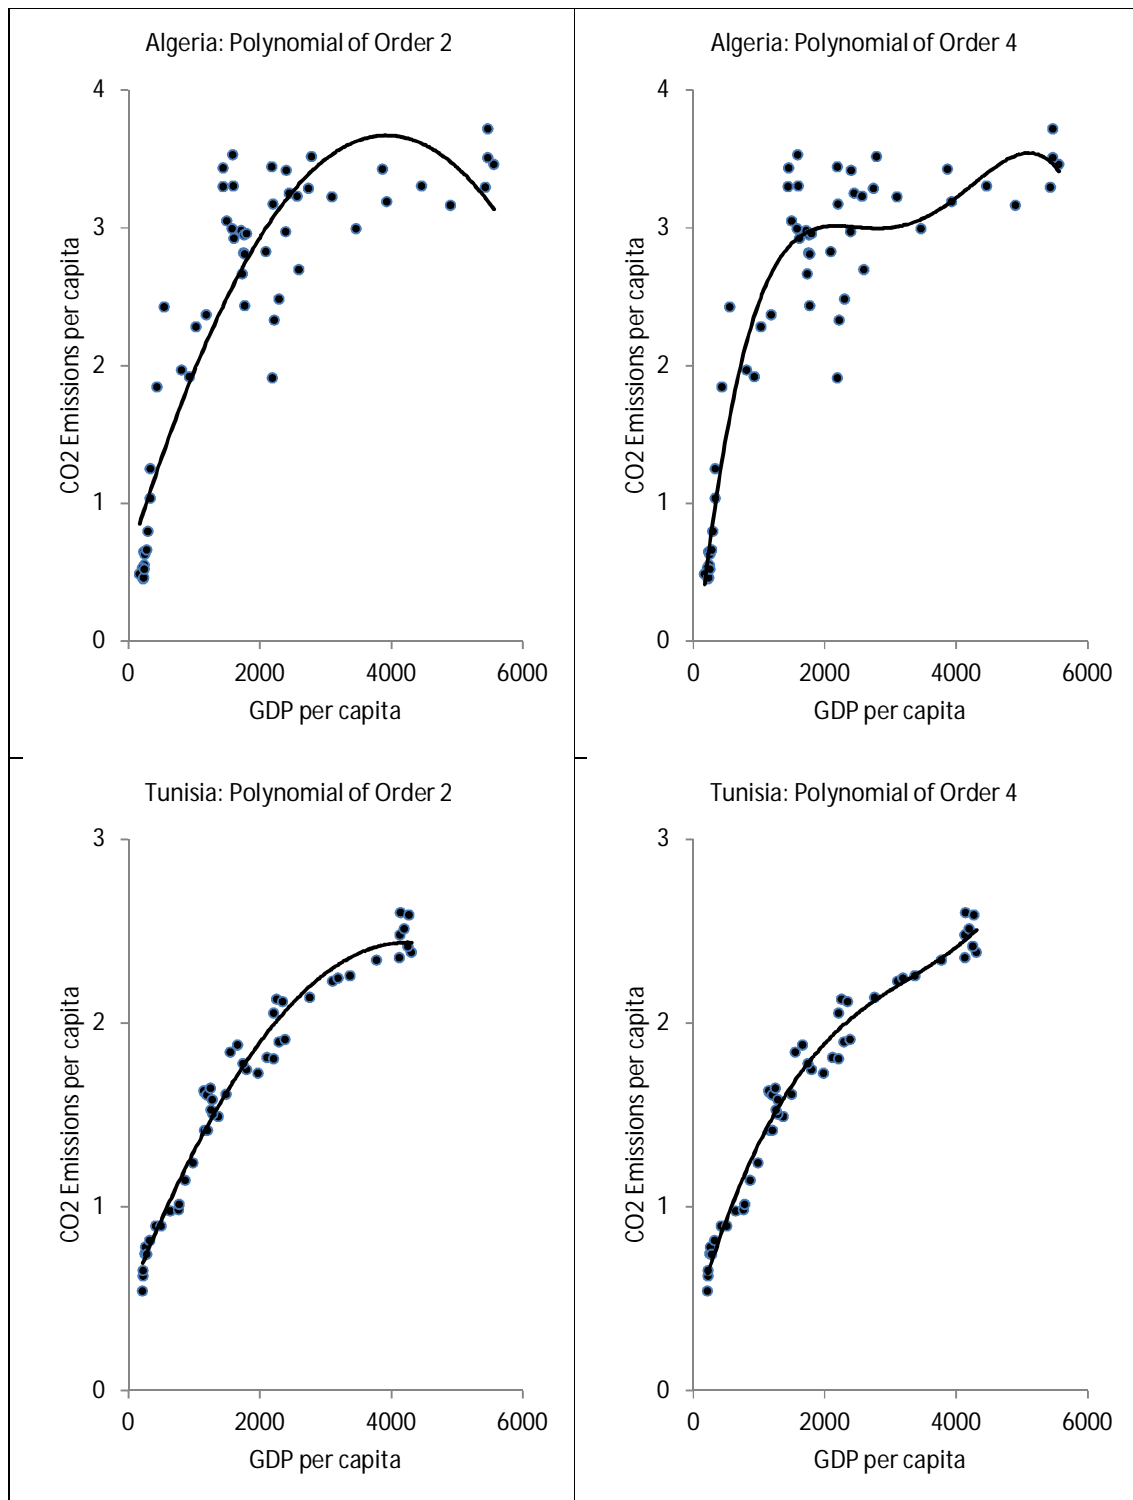 Algeria: Polynomial of Order 2
4
3
2
1
0
CO2 Emissions per capita
0 2000 4000 6000
GDP per capita
Algeria: Polynomial of Order 4
4
3
2
1
0
CO2 Emissions per capita
0 2000 4000 6000
GDP per capita
Tunisia: Polynomial of Order 2
3
2
1
0
CO2 Emissions per capita
0 2000 4000 6000
GDP per capita
Tunisia: Polynomial of Order 4
3
2
1
0
CO2 Emissions per capita
0 2000 4000 6000
GDP per capita